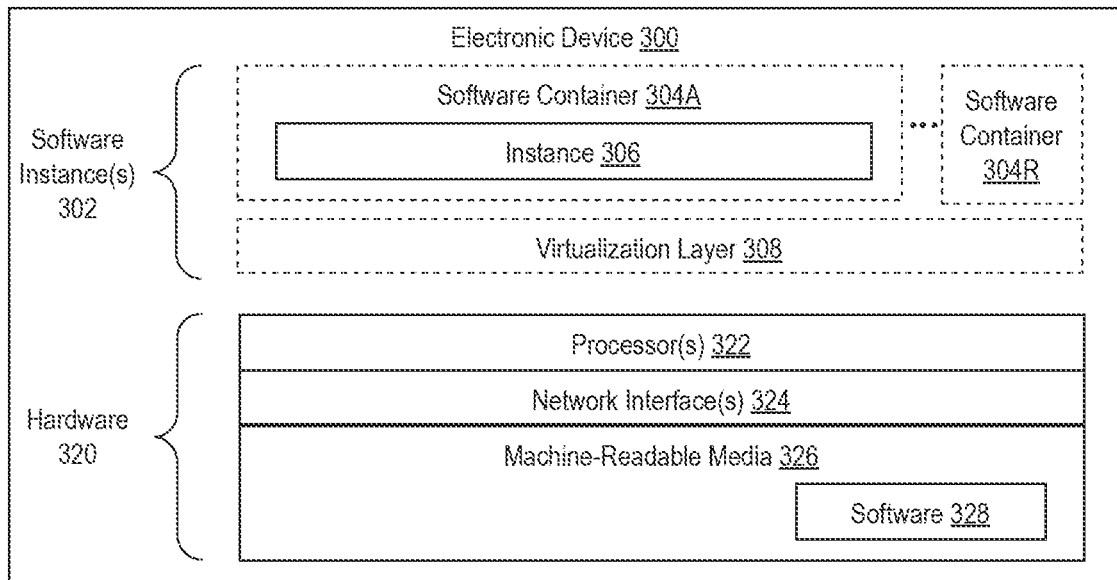 Electronic Device 300
Software Instance(s) 302
Software Container 304A
Instance 306
...
Software Container 304R
Virtualization Layer 308
Hardware 320
Processor(s) 322
Network Interface(s) 324
Machine-Readable Media 326
Software 328